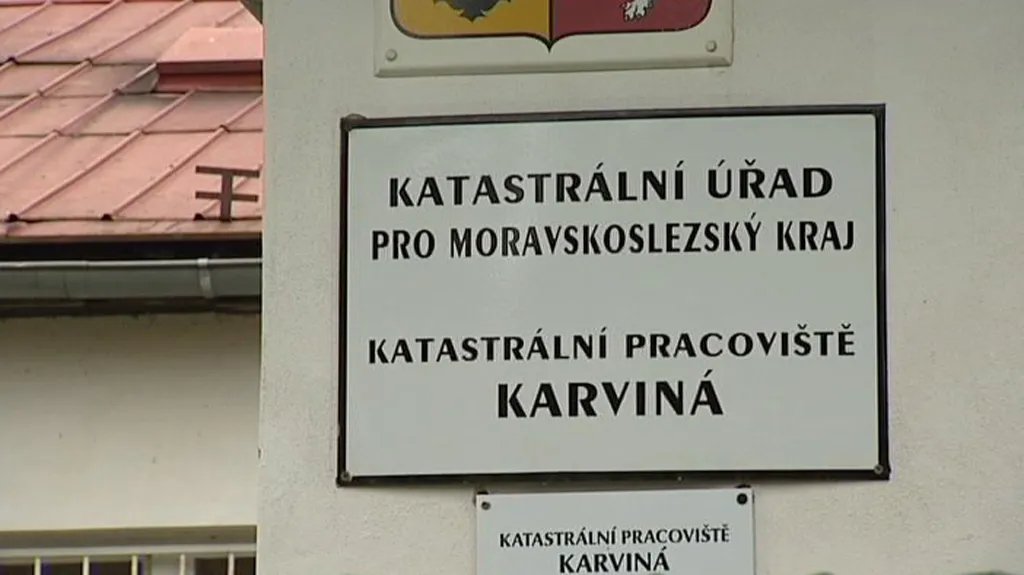 KATASTRÁLNÍ ÚŘAD
PRO MORAVSKOSLEZSKÝ KRAJ
KATASTRÁLNÍ PRACOVIŠTĚ
KARVINÁ
KATASTRÁLNÍ PRACOVIŠTĚ
KARVINÁ